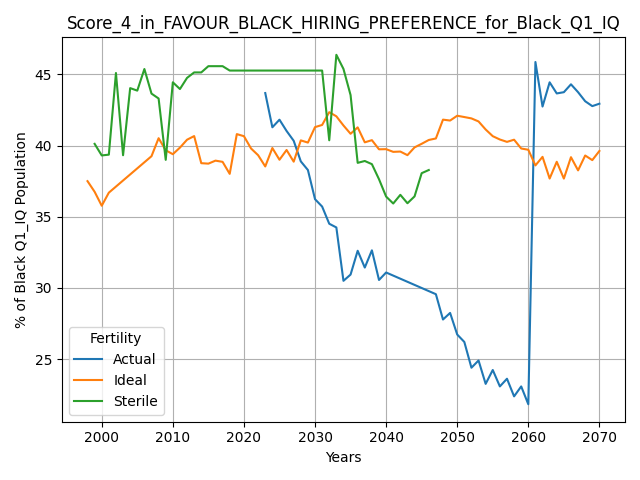 Score_4_in_FAVOUR_BLACK_HIRING_PREFERENCE_for_Black_Q1_IQ
% of Black Q1_IQ Population
45
40
35
30
25
Fertility
Actual
Ideal
Sterile
2000 2010 2020 2030 2040 2050 2060 2070
Years